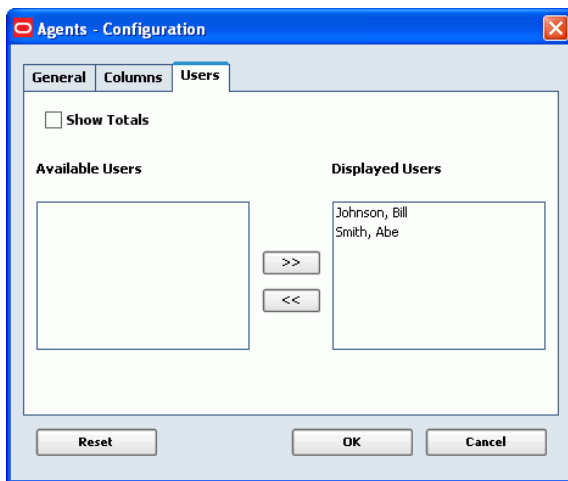 Agents - Configuration
General Columns Users
Show Totals
Available Users Displayed Users
Johnson, Bill
Smith, Abe
>>
<<
Reset OK Cancel